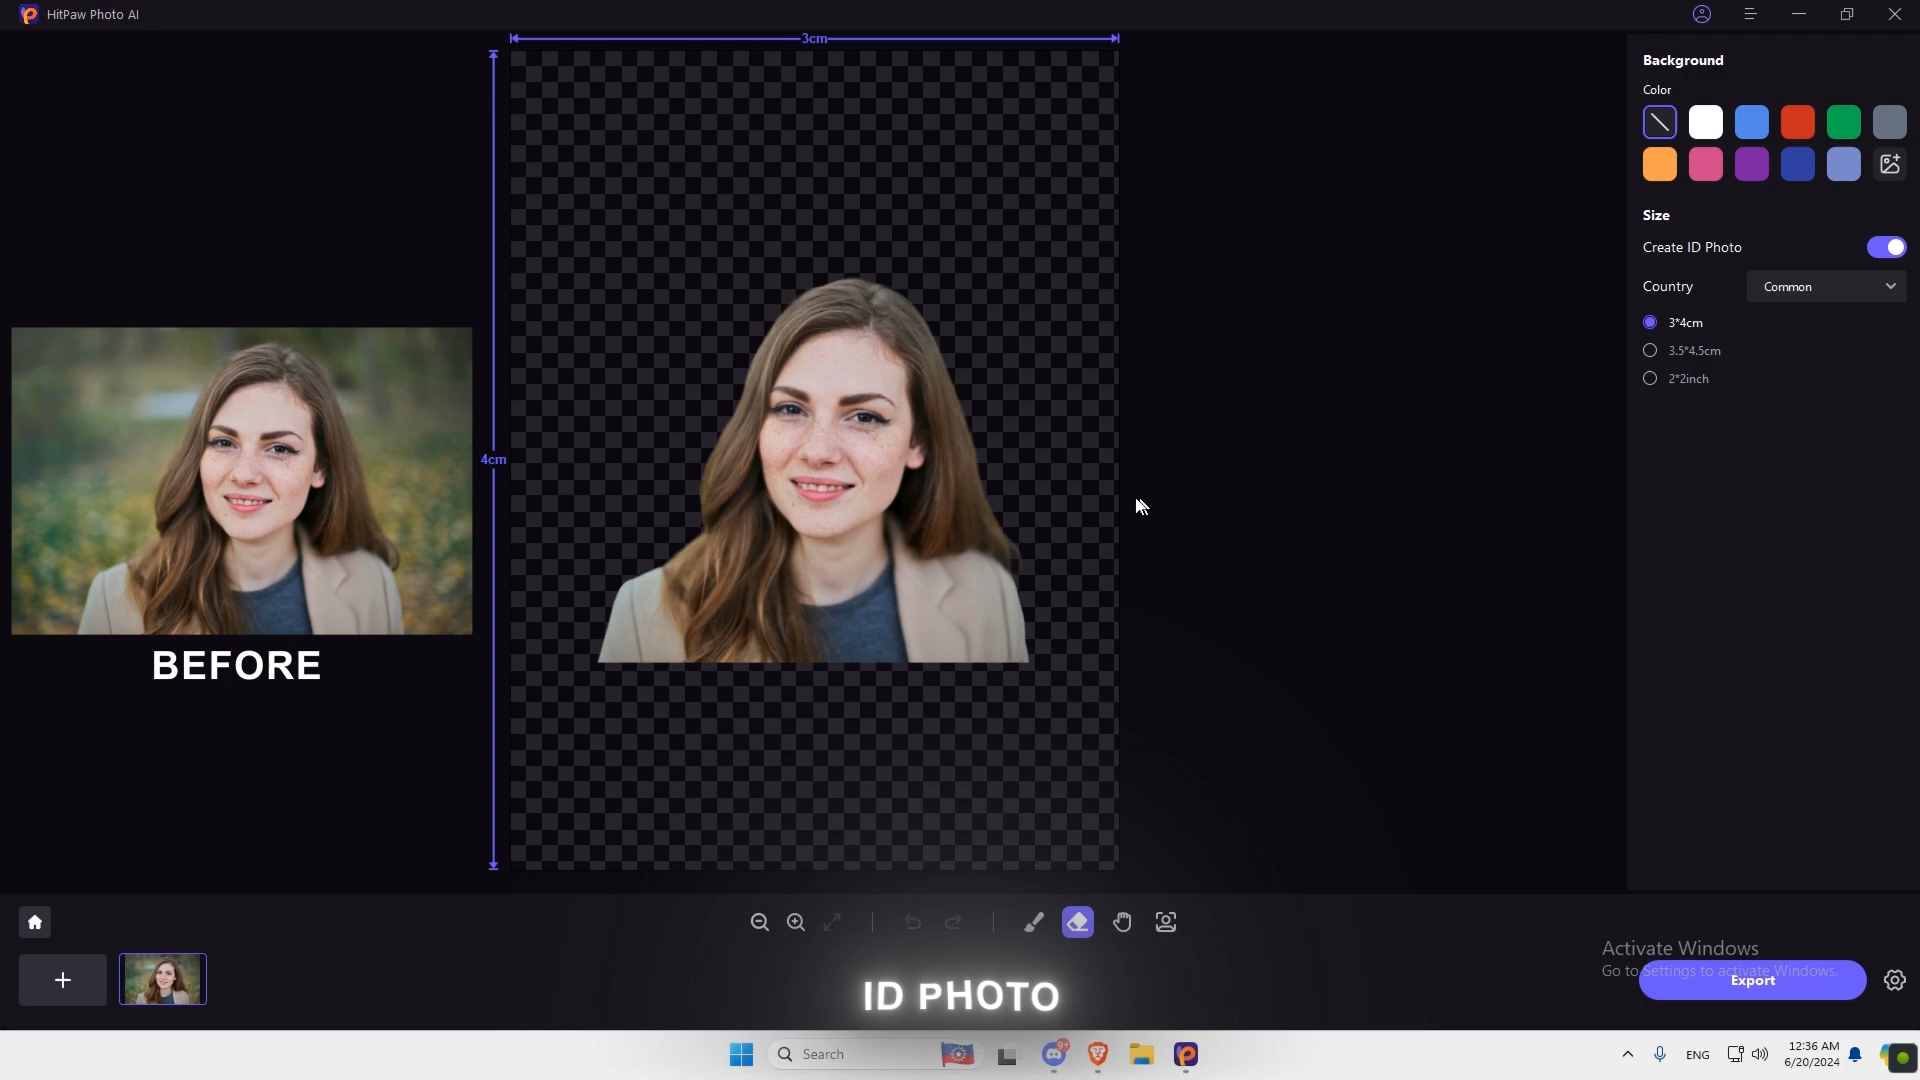 HitPaw Photo AI
3cm
4cm
BEFORE
Background
Color
Size
Create ID Photo
Country
Common
3*4cm
3.5*4.5cm
2*2inch
Activate Windows
Go to Settings to activate Windows.
Export
ID PHOTO
Search
9+
ENG
12:36 AM
6/20/2024